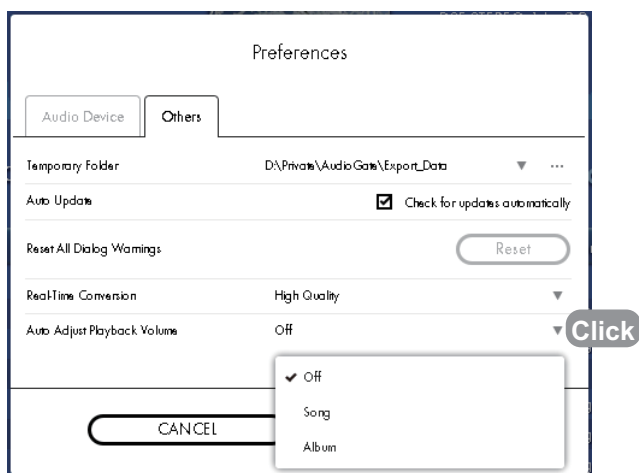 Preferences
Audio Device Others
Temporary Folder D:\Private\AudioGate\Export_Data ...
Auto Update Check for updates automatically
Reset All Dialog Warnings Reset
Real-Time Conversion High Quality
Auto Adjust Playback Volume Off Click
Off
Song
CANCEL
Album